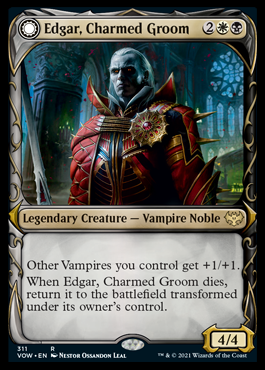 Edgar, Charmed Groom 2
Legendary Creature — Vampire Noble
Other Vampires you control get +1/+1.
When Edgar, Charmed Groom dies,
return it to the battlefield transformed
under its owner's control.
4/4
311 R
VOW • EN NESTOR OSSANDON LEAL
™ & © 2021 Wizards of the Coast